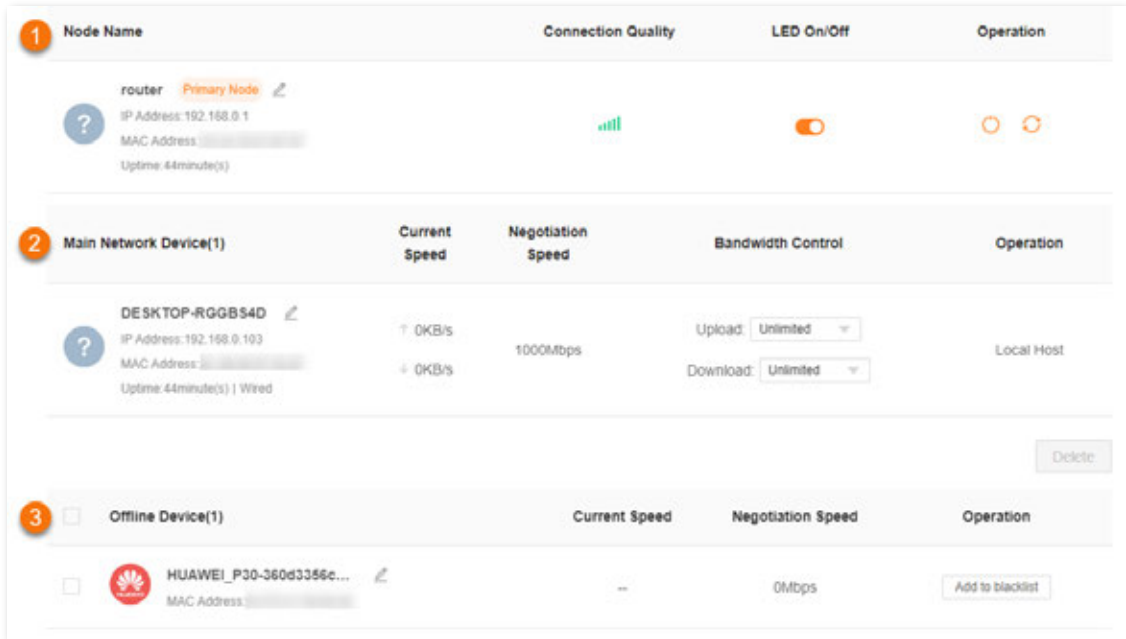 1 Node Name Connection Quality LED On/Off Operation
router Primary Node
? IP Address:192.168.0.1
MAC Address:
Uptime:44minute(s)
2 Main Network Device(1) Current Speed Negotiation Speed Bandwidth Control Operation
DESKTOP-RGGBS4D
? IP Address:192.168.0.103
MAC Address:
Uptime:44minute(s) | Wired
↑ 0KB/s
↓ 0KB/s
1000Mbps
Upload: Unlimited
Download: Unlimited
Local Host
Delete
3 Offline Device(1) Current Speed Negotiation Speed Operation
HUAWEI
HUAWEI_P30-360d3356c...
MAC Address:
-- 0Mbps Add to blacklist